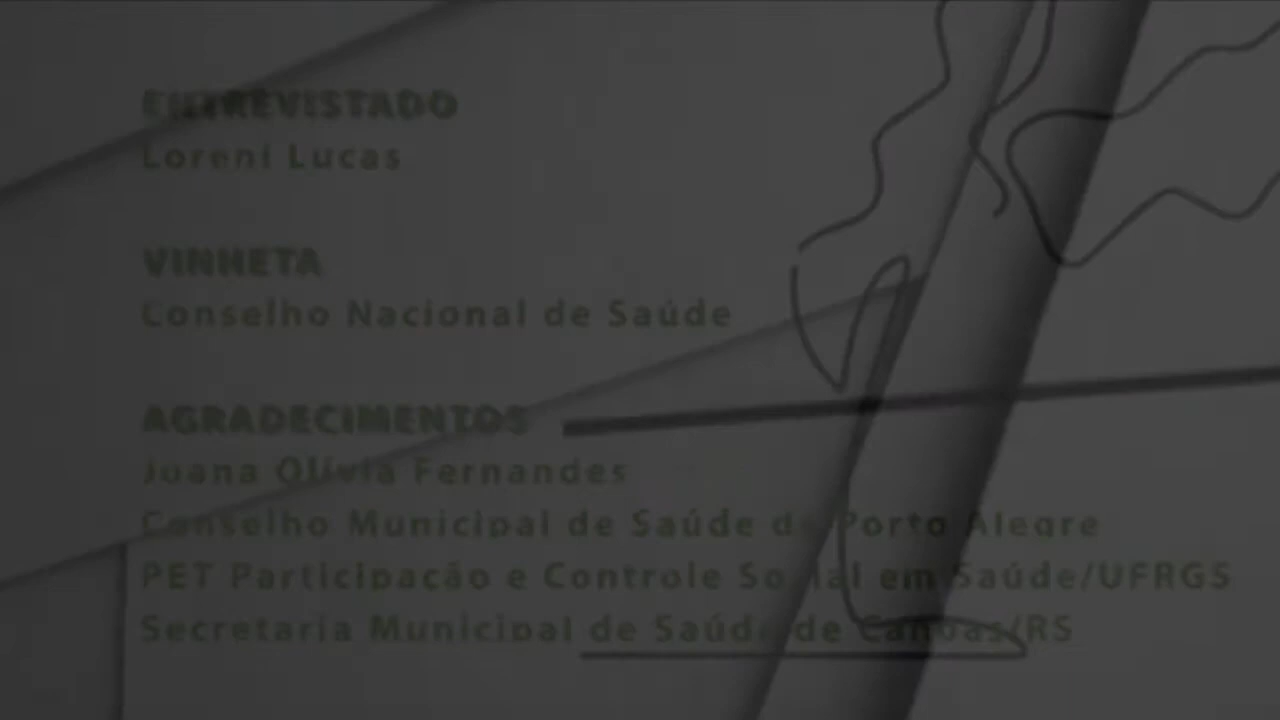 ENTREVISTADO
Loreni Lucas
VINHETA
Conselho Nacional de Saúde
AGRADECIMENTOS
Joana Olívia Fernandes
Conselho Municipal de Saúde de Porto Alegre
PET Participação e Controle Social em Saúde/UFRGS
Secretaria Municipal de Saúde de Canoas/RS